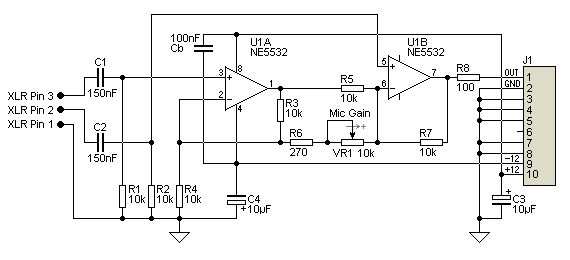 100nF
Cb
U1A
NE5532
U1B
NE5532
J1
C1
150nF
8
3
+
2
-
1
4
5
+
6
-
7
R8
100
OUT
GND
-12
+12
1
2
3
4
5
6
7
8
9
10
XLR Pin 3
XLR Pin 2
XLR Pin 1
C2
150nF
R5
10k
R3
10k
Mic Gain
+
R6
270
VR1 10k
R7
10k
R1
10k
R2
10k
R4
10k
C4
+
10µF
+
C3
10µF